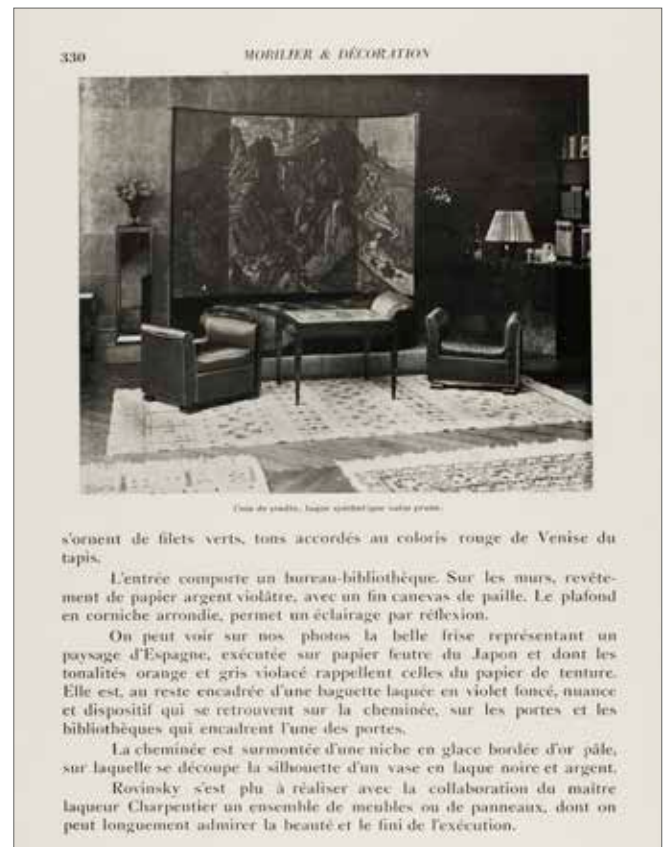 330
MOBILIER & DÉCORATION
Coin de studio, laque synthétique satin prune.
s'ornent de filets verts, tons accordés au coloris rouge de Venise du
tapis.
L'entrée comporte un bureau-bibliothèque. Sur les murs, revête-
ment de papier argent violâtre, avec un fin canevas de paille. Le plafond
en corniche arrondie, permet un éclairage par réflexion.
On peut voir sur nos photos la belle frise représentant un
paysage d'Espagne, exécutée sur papier feutre du Japon et dont les
tonalités orange et gris violacé rappellent celles du papier de tenture.
Elle est, au reste encadrée d'une baguette laquée en violet foncé, nuance
et dispositif qui se retrouvent sur la cheminée, sur les portes et les
bibliothèques qui encadrent l'une des portes.
La cheminée est surmontée d'une niche en glace bordée d'or pâle,
sur laquelle se découpe la silhouette d'un vase en laque noire et argent.
Rovinsky s'est plu à réaliser avec la collaboration du maître
laqueur Charpentier un ensemble de meubles ou de panneaux, dont on
peut longuement admirer la beauté et le fini de l'exécution.